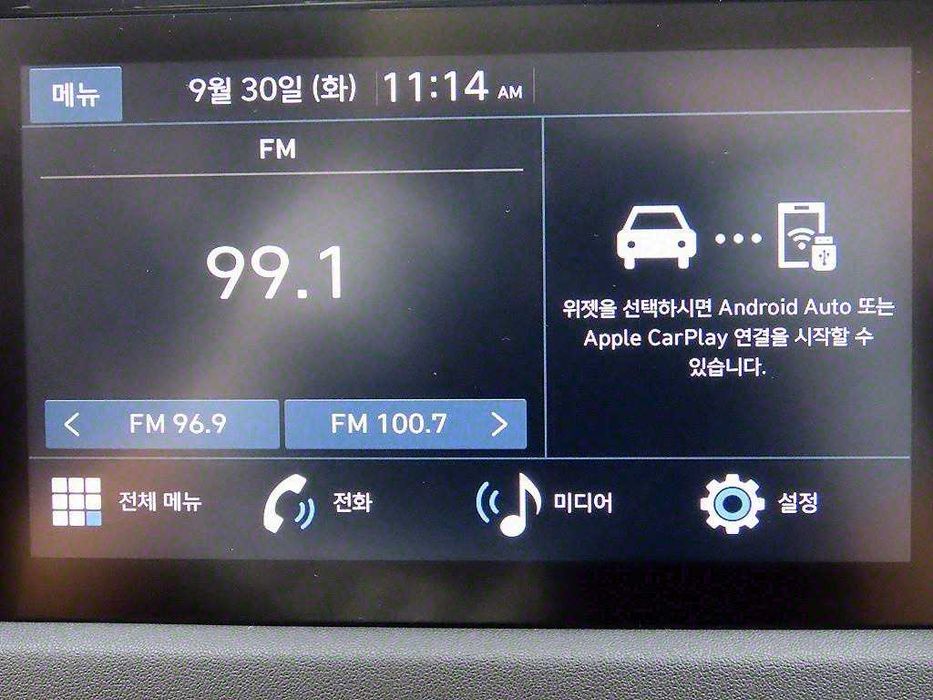 메뉴
9월 30일 (화) 11:14 AM
FM
99.1
FM 96.9
FM 100.7
위젯을 선택하시면 Android Auto 또는
Apple CarPlay 연결을 시작할 수
있습니다.
전체 메뉴
전화
미디어
설정